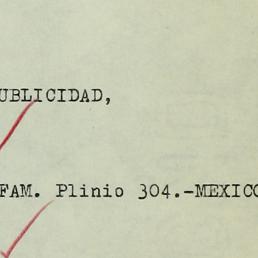 UBLICIDAD,
FAM. Plinio 304.-MEXICO